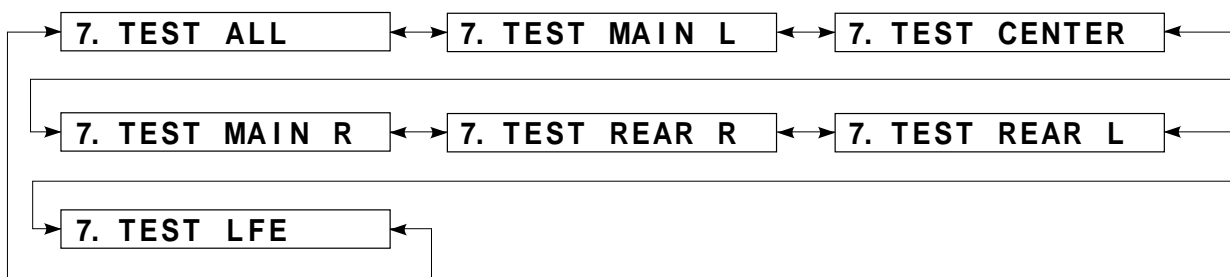 7. TEST ALL
7. TEST MAIN L
7. TEST CENTER
7. TEST MAIN R
7. TEST REAR R
7. TEST REAR L
7. TEST LFE